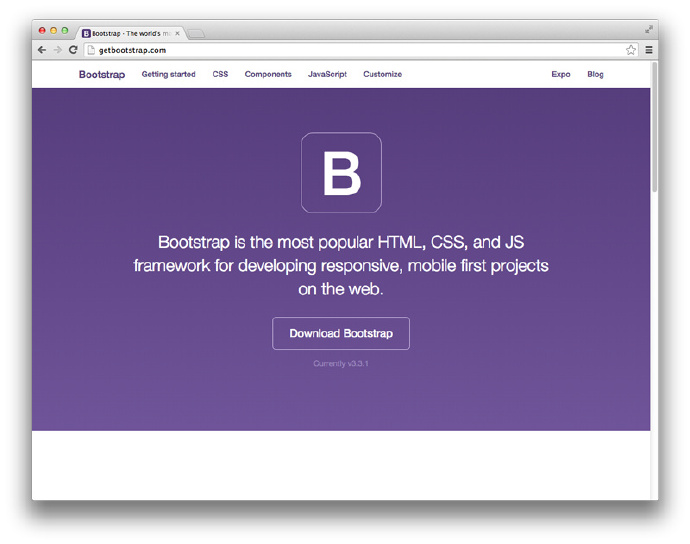 B Bootstrap · The world's m
getbootstrap.com
Bootstrap Getting started CSS Components JavaScript Customize Expo Blog
B
Bootstrap is the most popular HTML, CSS, and JS
framework for developing responsive, mobile first projects
on the web.
Download Bootstrap
Currently v3.3.1